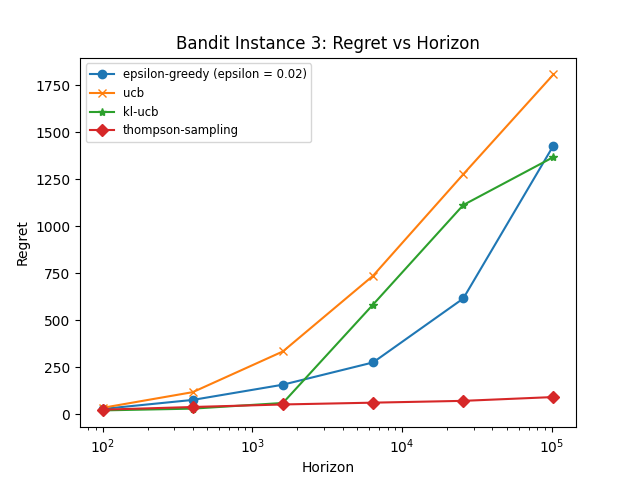 Bandit Instance 3: Regret vs Horizon
epsilon-greedy (epsilon = 0.02)
ucb
kl-ucb
thompson-sampling
Regret
1750
1500
1250
1000
750
500
250
0
10²
10³
10⁴
10⁵
Horizon